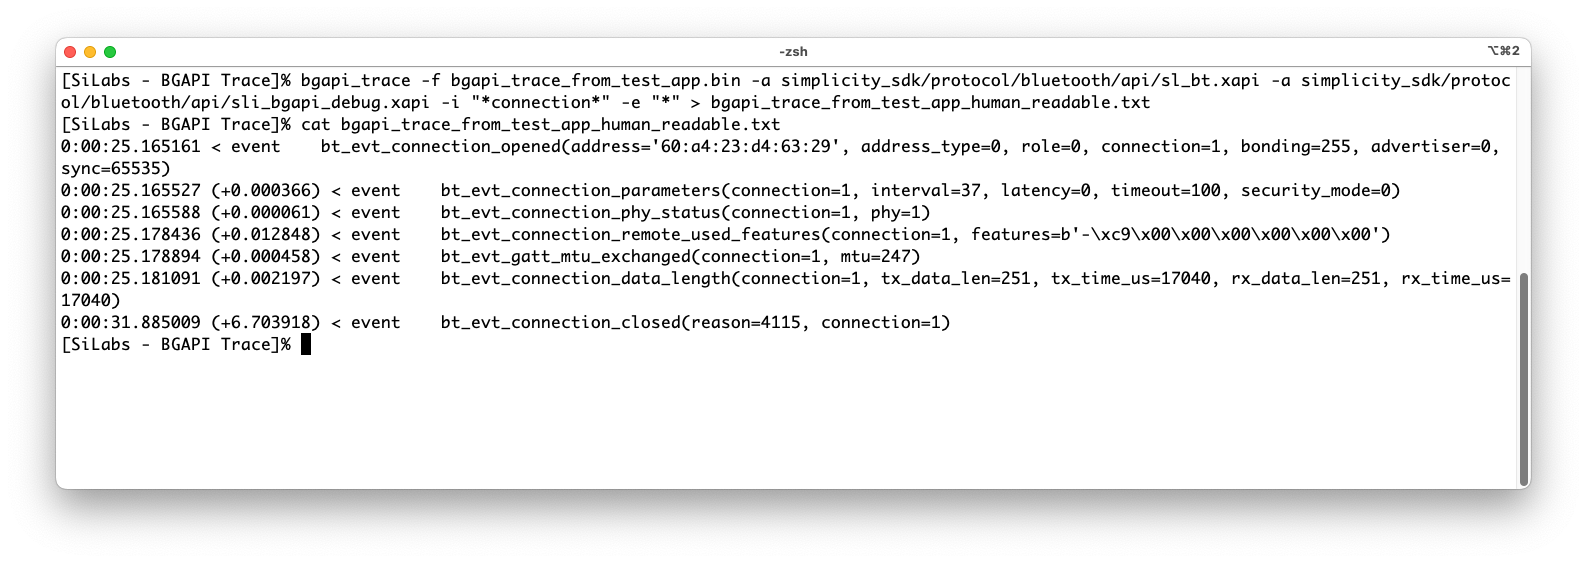 -zsh
⌥⌘2
[SiLabs - BGAPI Trace]% bgapi_trace -f bgapi_trace_from_test_app.bin -a simplicity_sdk/protocol/bluetooth/api/sl_bt.xapi -a simplicity_sdk/protoc
ol/bluetooth/api/sli_bgapi_debug.xapi -i "*connection*" -e "*" > bgapi_trace_from_test_app_human_readable.txt
[SiLabs - BGAPI Trace]% cat bgapi_trace_from_test_app_human_readable.txt
0:00:25.165161 < event    bt_evt_connection_opened(address='60:a4:23:d4:63:29', address_type=0, role=0, connection=1, bonding=255, advertiser=0,
sync=65535)
0:00:25.165527 (+0.000366) < event    bt_evt_connection_parameters(connection=1, interval=37, latency=0, timeout=100, security_mode=0)
0:00:25.165588 (+0.000061) < event    bt_evt_connection_phy_status(connection=1, phy=1)
0:00:25.178436 (+0.012848) < event    bt_evt_connection_remote_used_features(connection=1, features=b'-\xc9\x00\x00\x00\x00\x00\x00')
0:00:25.178894 (+0.000458) < event    bt_evt_gatt_mtu_exchanged(connection=1, mtu=247)
0:00:25.181091 (+0.002197) < event    bt_evt_connection_data_length(connection=1, tx_data_len=251, tx_time_us=17040, rx_data_len=251, rx_time_us=
17040)
0:00:31.885009 (+6.703918) < event    bt_evt_connection_closed(reason=4115, connection=1)
[SiLabs - BGAPI Trace]%